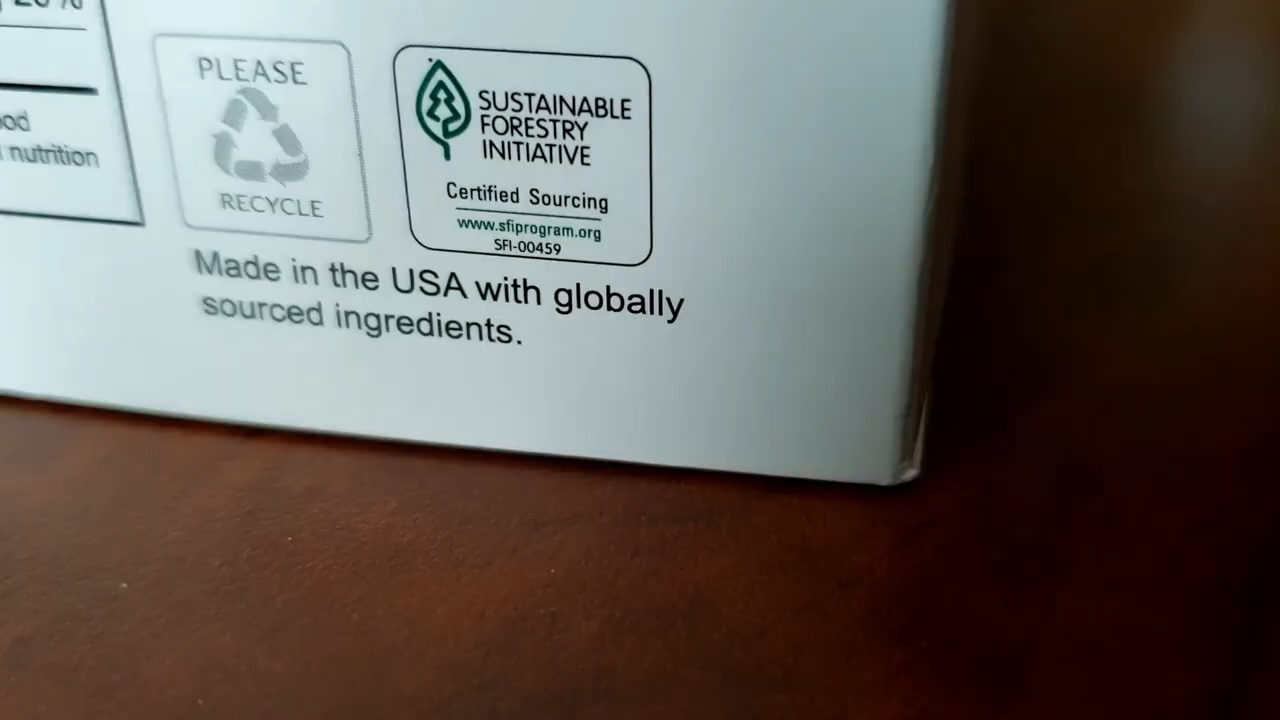 20%
nutrition
PLEASE
RECYCLE
SUSTAINABLE
FORESTRY
INITIATIVE
Certified Sourcing
www.sfiprogram.org
SFI-00459
Made in the USA with globally
sourced ingredients.